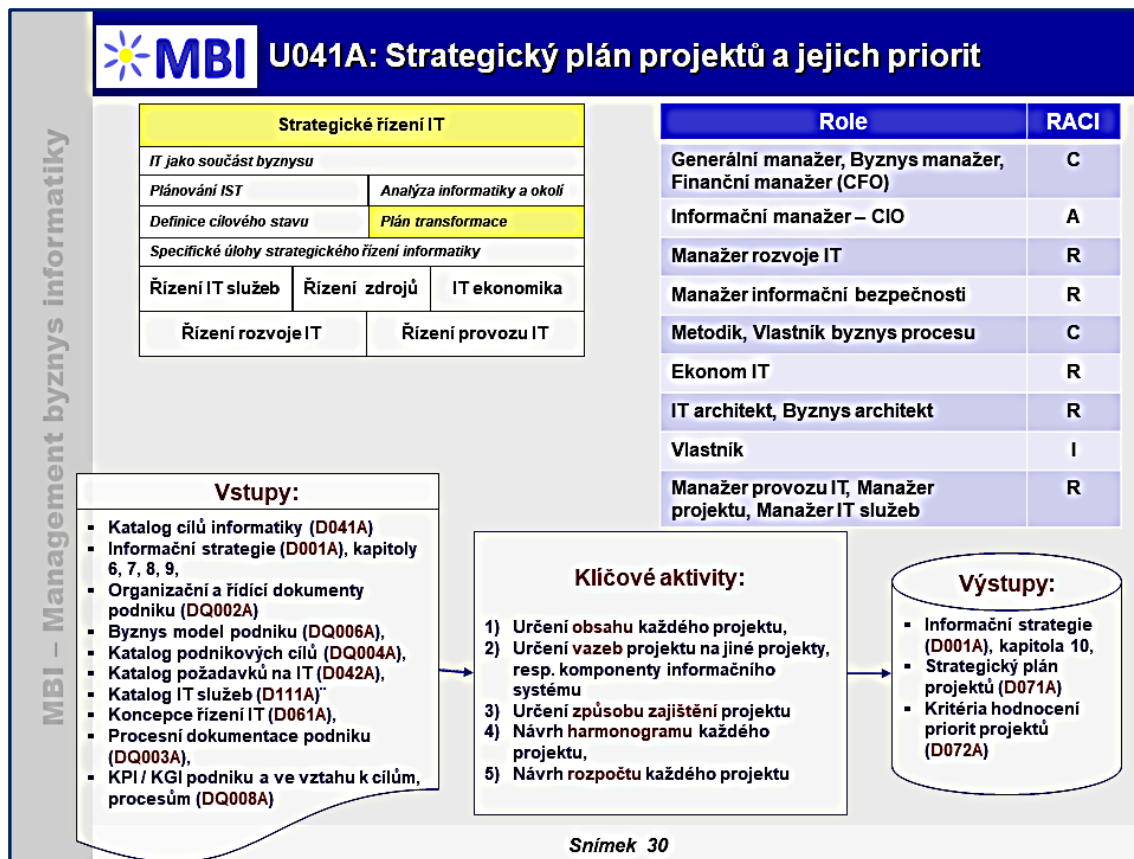 MBI
U041A: Strategický plán projektů a jejich priorit
MBI – Management byznys informatiky
Strategické řízení IT
IT jako součást byznysu
Plánování IST
Analýza informatiky a okolí
Definice cílového stavu
Plán transformace
Specifické úlohy strategického řízení informatiky
Řízení IT služeb
Řízení zdrojů
IT ekonomika
Řízení rozvoje IT
Řízení provozu IT
Role RACI
Generální manažer, Byznys manažer, C
Finanční manažer (CFO)
Informační manažer – CIO A
Manažer rozvoje IT R
Manažer informační bezpečnosti R
Metodik, Vlastník byznys procesu C
Ekonom IT R
IT architekt, Byznys architekt R
Vlastník I
Manažer provozu IT, Manažer R
projektu, Manažer IT služeb
Vstupy:
▪ Katalog cílů informatiky (D041A)
▪ Informační strategie (D001A), kapitoly
6, 7, 8, 9,
▪ Organizační a řídící dokumenty
podniku (DQ002A)
▪ Byznys model podniku (DQ006A),
▪ Katalog podnikových cílů (DQ004A),
▪ Katalog požadavků na IT (D042A),
▪ Katalog IT služeb (D111A)¨
▪ Koncepce řízení IT (D061A),
▪ Procesní dokumentace podniku
(DQ003A),
▪ KPI / KGI podniku a ve vztahu k cílům,
procesům (DQ008A)
Klíčové aktivity:
1) Určení obsahu každého projektu,
2) Určení vazeb projektu na jiné projekty,
resp. komponenty informačního
systému
3) Určení způsobu zajištění projektu
4) Návrh harmonogramu každého
projektu,
5) Návrh rozpočtu každého projektu
Výstupy:
▪ Informační strategie
(D001A), kapitola 10,
▪ Strategický plán
projektů (D071A)
▪ Kritéria hodnocení
priorit projektů
(D072A)
Snímek 30